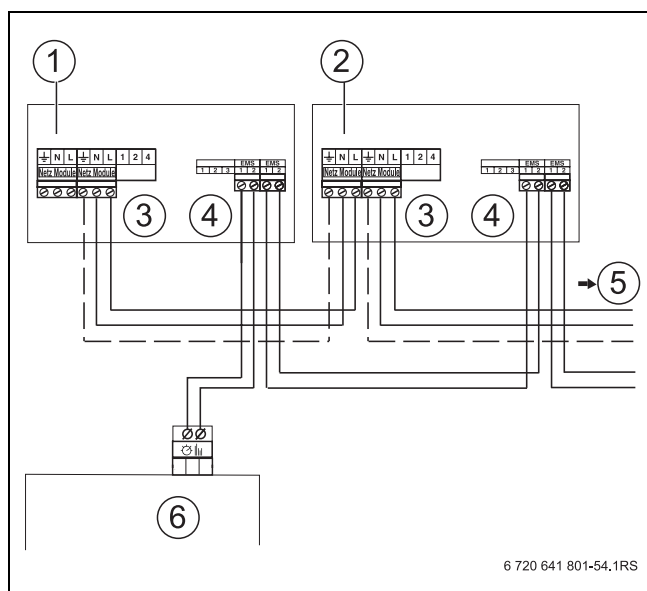 1 2
⏚ N L ⏚ N L 1 2 4
Netz Module Netz Module
EMS EMS
1 2 3 1 2 1 2
⏚ N L ⏚ N L 1 2 4
Netz Module Netz Module
EMS EMS
1 2 3 1 2 1 2
3 4 3 4
5
6
6 720 641 801-54.1RS